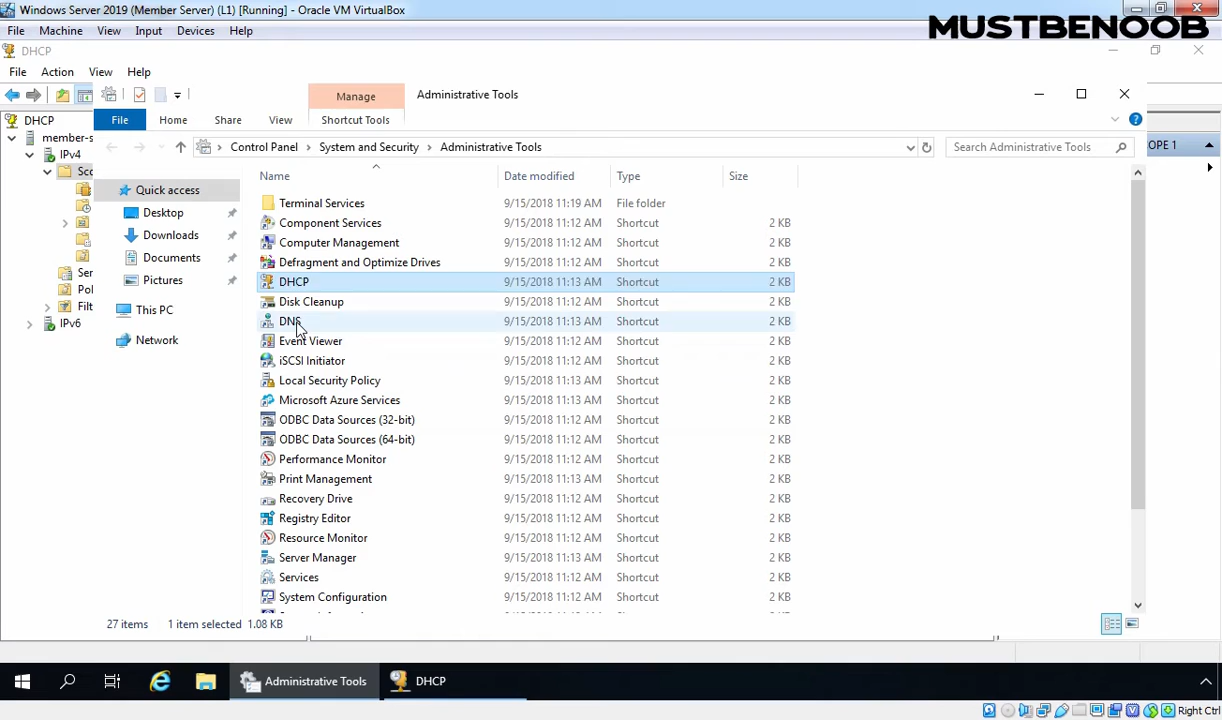 Windows Server 2019 (Member Server) (L1) [Running] - Oracle VM VirtualBox
File Machine View Input Devices Help
MUSTBENOOB
DHCP
File Action View Help
Manage Administrative Tools
File Home Share View Shortcut Tools
Control Panel System and Security Administrative Tools
Search Administrative Tools
DHCP
member-s
IPv4
Sco
Ser
Pol
Filt
IPv6
OPE 1
Quick access
Desktop
Downloads
Documents
Pictures
This PC
Network
Name Date modified Type Size
Terminal Services 9/15/2018 11:19 AM File folder
Component Services 9/15/2018 11:12 AM Shortcut 2 KB
Computer Management 9/15/2018 11:12 AM Shortcut 2 KB
Defragment and Optimize Drives 9/15/2018 11:12 AM Shortcut 2 KB
DHCP 9/15/2018 11:13 AM Shortcut 2 KB
Disk Cleanup 9/15/2018 11:12 AM Shortcut 2 KB
DNS 9/15/2018 11:13 AM Shortcut 2 KB
Event Viewer 9/15/2018 11:12 AM Shortcut 2 KB
iSCSI Initiator 9/15/2018 11:12 AM Shortcut 2 KB
Local Security Policy 9/15/2018 11:13 AM Shortcut 2 KB
Microsoft Azure Services 9/15/2018 11:13 AM Shortcut 2 KB
ODBC Data Sources (32-bit) 9/15/2018 11:12 AM Shortcut 2 KB
ODBC Data Sources (64-bit) 9/15/2018 11:12 AM Shortcut 2 KB
Performance Monitor 9/15/2018 11:12 AM Shortcut 2 KB
Print Management 9/15/2018 11:13 AM Shortcut 2 KB
Recovery Drive 9/15/2018 11:12 AM Shortcut 2 KB
Registry Editor 9/15/2018 11:12 AM Shortcut 2 KB
Resource Monitor 9/15/2018 11:12 AM Shortcut 2 KB
Server Manager 9/15/2018 11:13 AM Shortcut 2 KB
Services 9/15/2018 11:12 AM Shortcut 2 KB
System Configuration 9/15/2018 11:12 AM Shortcut 2 KB
27 items 1 item selected 1.08 KB
Administrative Tools DHCP
Right Ctrl